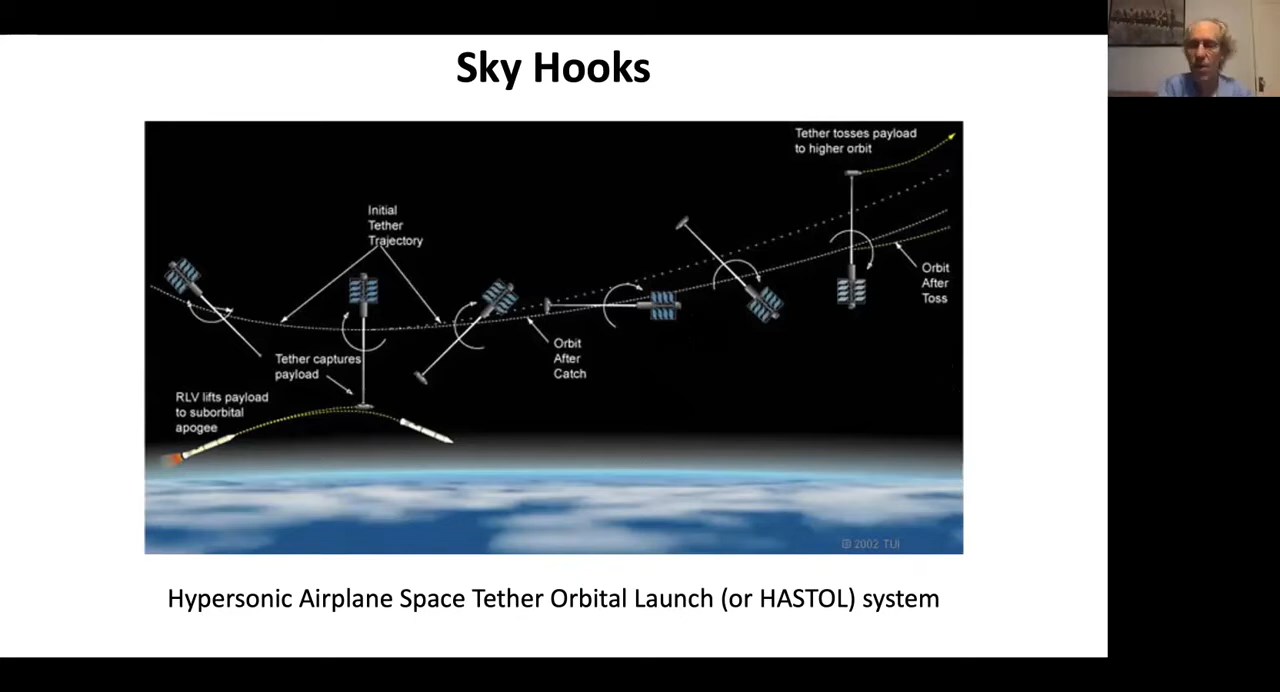 Sky Hooks
Tether tosses payload
to higher orbit
Initial
Tether
Trajectory
Orbit
After
Toss
Orbit
After
Catch
Tether captures
payload
RLV lifts payload
to suborbital
apogee
© 2002 TUI
Hypersonic Airplane Space Tether Orbital Launch (or HASTOL) system